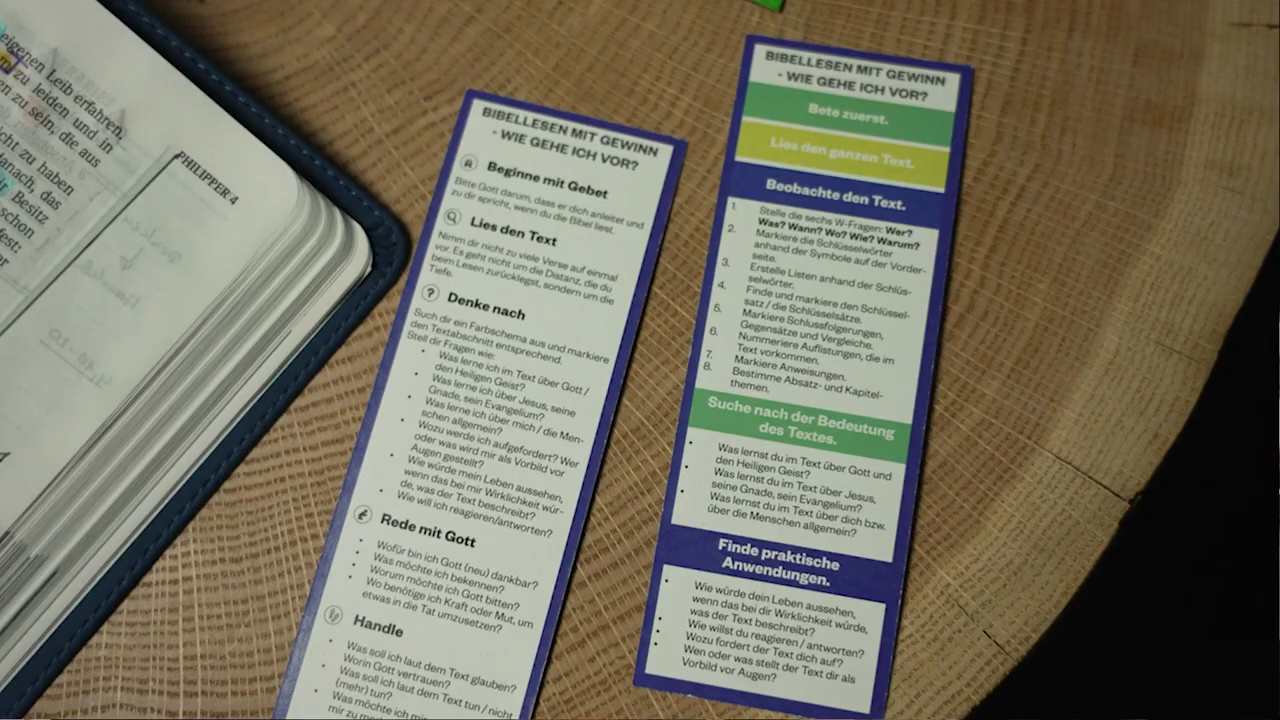 eigenen Leib erfahren,
zu leiden und in
en zu sein, die aus
cht zu haben
danach, das
Besitz
schon
fest:
er
PHILIPPER 4
BIBELLESEN MIT GEWINN
- WIE GEHE ICH VOR?
Beginne mit Gebet
Bitte Gott darum, dass er dich anleitet und
zu dir spricht, wenn du die Bibel liest.
Lies den Text
Nimm dir nicht zu viele Verse auf einmal
vor. Es geht nicht um die Distanz, die du
beim Lesen zurücklegst, sondern um die
Tiefe.
?
Denke nach
Such dir ein Farbschema aus und markiere
den Textabschnitt entsprechend.
Stell dir Fragen wie:
• Was lerne ich im Text über Gott /
den Heiligen Geist?
• Was lerne ich über Jesus, seine
Gnade, sein Evangelium?
• Was lerne ich über mich / die Men-
schen allgemein?
• Wozu werde ich aufgefordert? Wer
oder was wird mir als Vorbild vor
Augen gestellt?
• Wie würde mein Leben aussehen,
wenn das bei mir Wirklichkeit wür-
de, was der Text beschreibt?
• Wie will ich reagieren/antworten?
Rede mit Gott
• Wofür bin ich Gott (neu) dankbar?
• Was möchte ich bekennen?
• Worum möchte ich Gott bitten?
• Wo benötige ich Kraft oder Mut, um
etwas in die Tat umzusetzen?
Handle
• Was soll ich laut dem Text glauben?
• Worin Gott vertrauen?
• Was soll ich laut dem Text tun / nicht
(mehr) tun?
• Was möchte ich
mir zu
BIBELLESEN MIT GEWINN
- WIE GEHE ICH VOR?
Bete zuerst.
Lies den ganzen Text.
Beobachte den Text.
1. Stelle die sechs W-Fragen: Wer?
Was? Wann? Wo? Wie? Warum?
2. Markiere die Schlüsselwörter
anhand der Symbole auf der Vorder-
seite.
3. Erstelle Listen anhand der Schlüs-
selwörter.
4. Finde und markiere den Schlüssel-
satz / die Schlüsselsätze.
5. Markiere Schlussfolgerungen,
Gegensätze und Vergleiche.
6. Nummeriere Auflistungen, die im
Text vorkommen.
7. Markiere Anweisungen.
8. Bestimme Absatz- und Kapitel-
themen.
Suche nach der Bedeutung
des Textes.
• Was lernst du im Text über Gott und
den Heiligen Geist?
• Was lernst du im Text über Jesus,
seine Gnade, sein Evangelium?
• Was lernst du im Text über dich bzw.
über die Menschen allgemein?
Finde praktische
Anwendungen.
• Wie würde dein Leben aussehen,
wenn das bei dir Wirklichkeit würde,
was der Text beschreibt?
• Wie willst du reagieren / antworten?
• Wozu fordert der Text dich auf?
• Wen oder was stellt der Text dir als
Vorbild vor Augen?